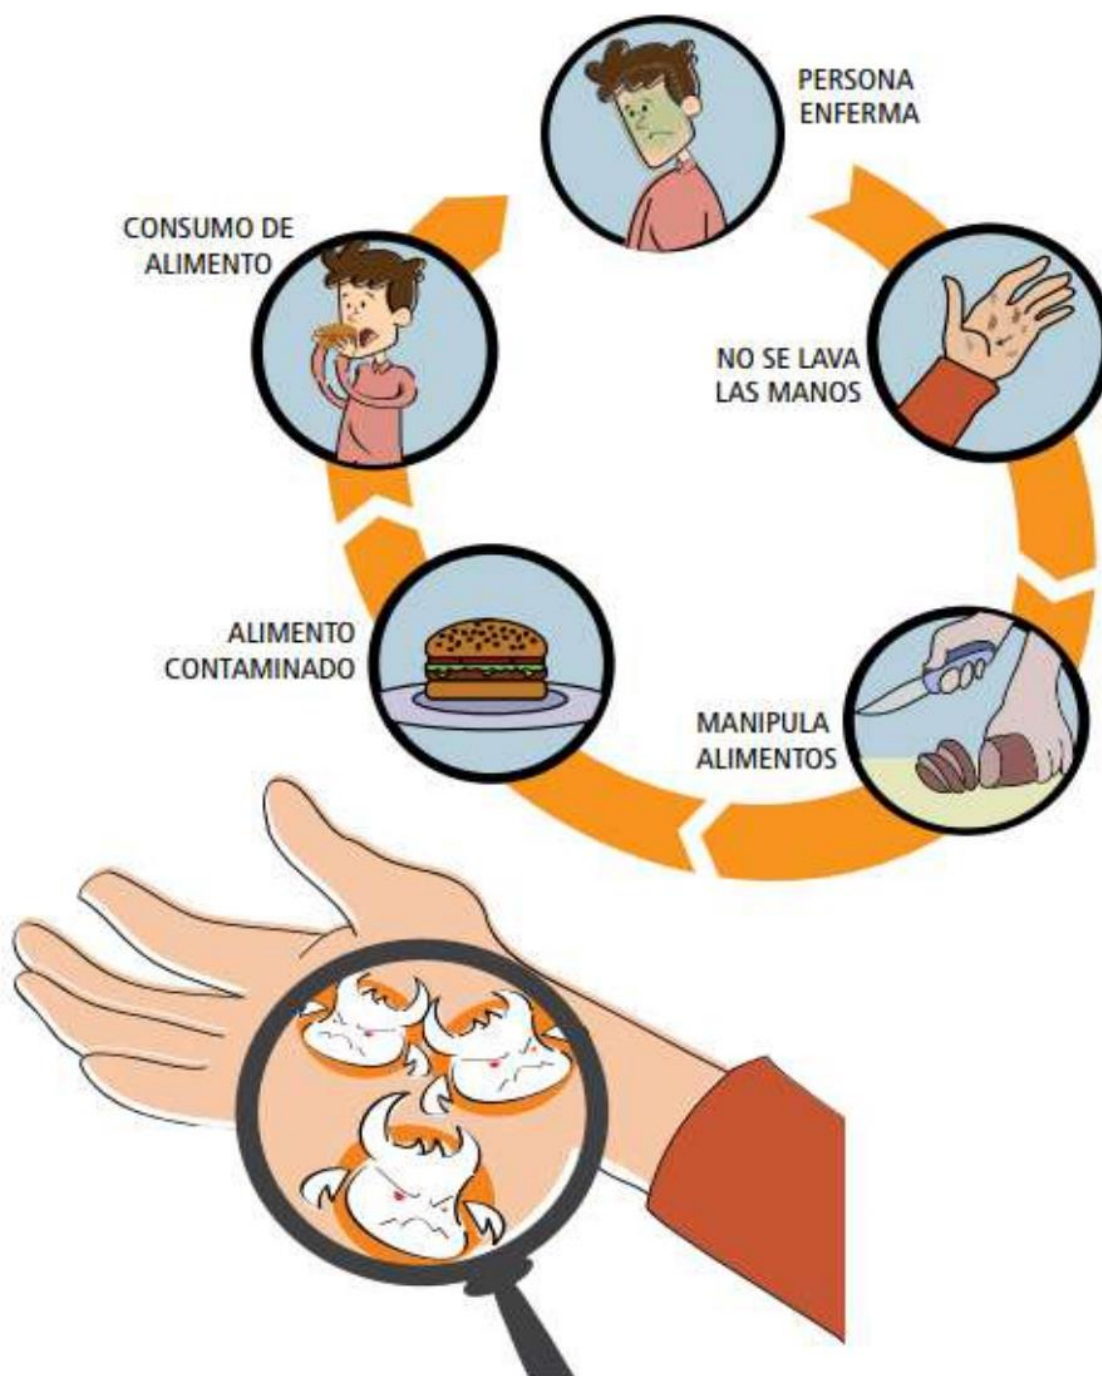 PERSONA
ENFERMA
NO SE LAVA
LAS MANOS
MANIPULA
ALIMENTOS
ALIMENTO
CONTAMINADO
CONSUMO DE
ALIMENTO